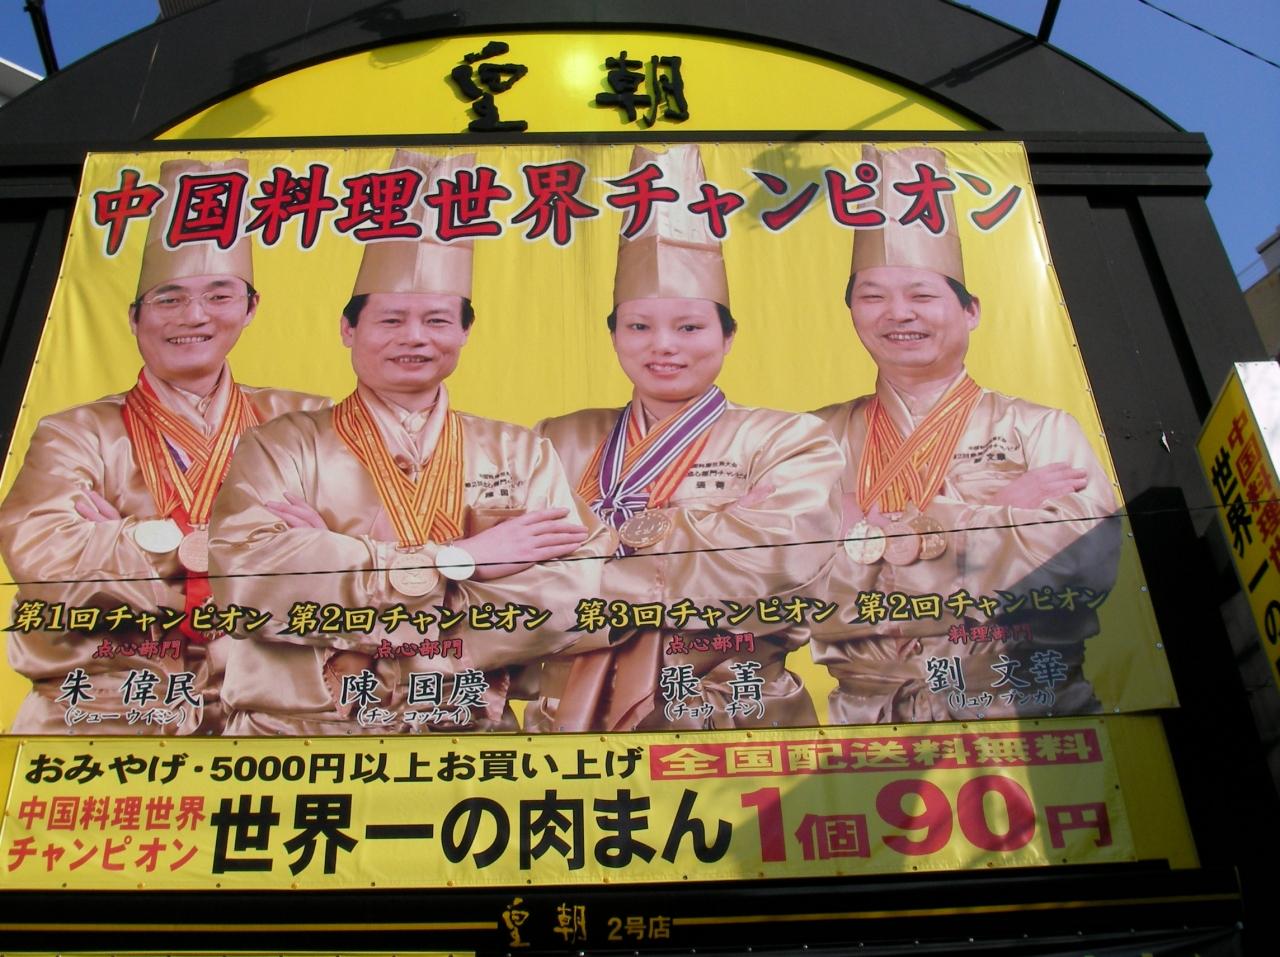 皇朝
中国料理世界チャンピオン
第1回チャンピオン
点心部門
朱 偉民
(シュー ウイミン)
第2回チャンピオン
点心部門
陳 国慶
(チン コッケイ)
第3回チャンピオン
点心部門
張 菁
(チョウ チン)
第2回チャンピオン
料理部門
劉 文華
(リュウ ブンカ)
おみやげ・5000円以上お買い上げ 全国配送料無料
中国料理世界
チャンピオン
世界一の肉まん 1個90円
皇朝 2号店
中国料理世
世界一の